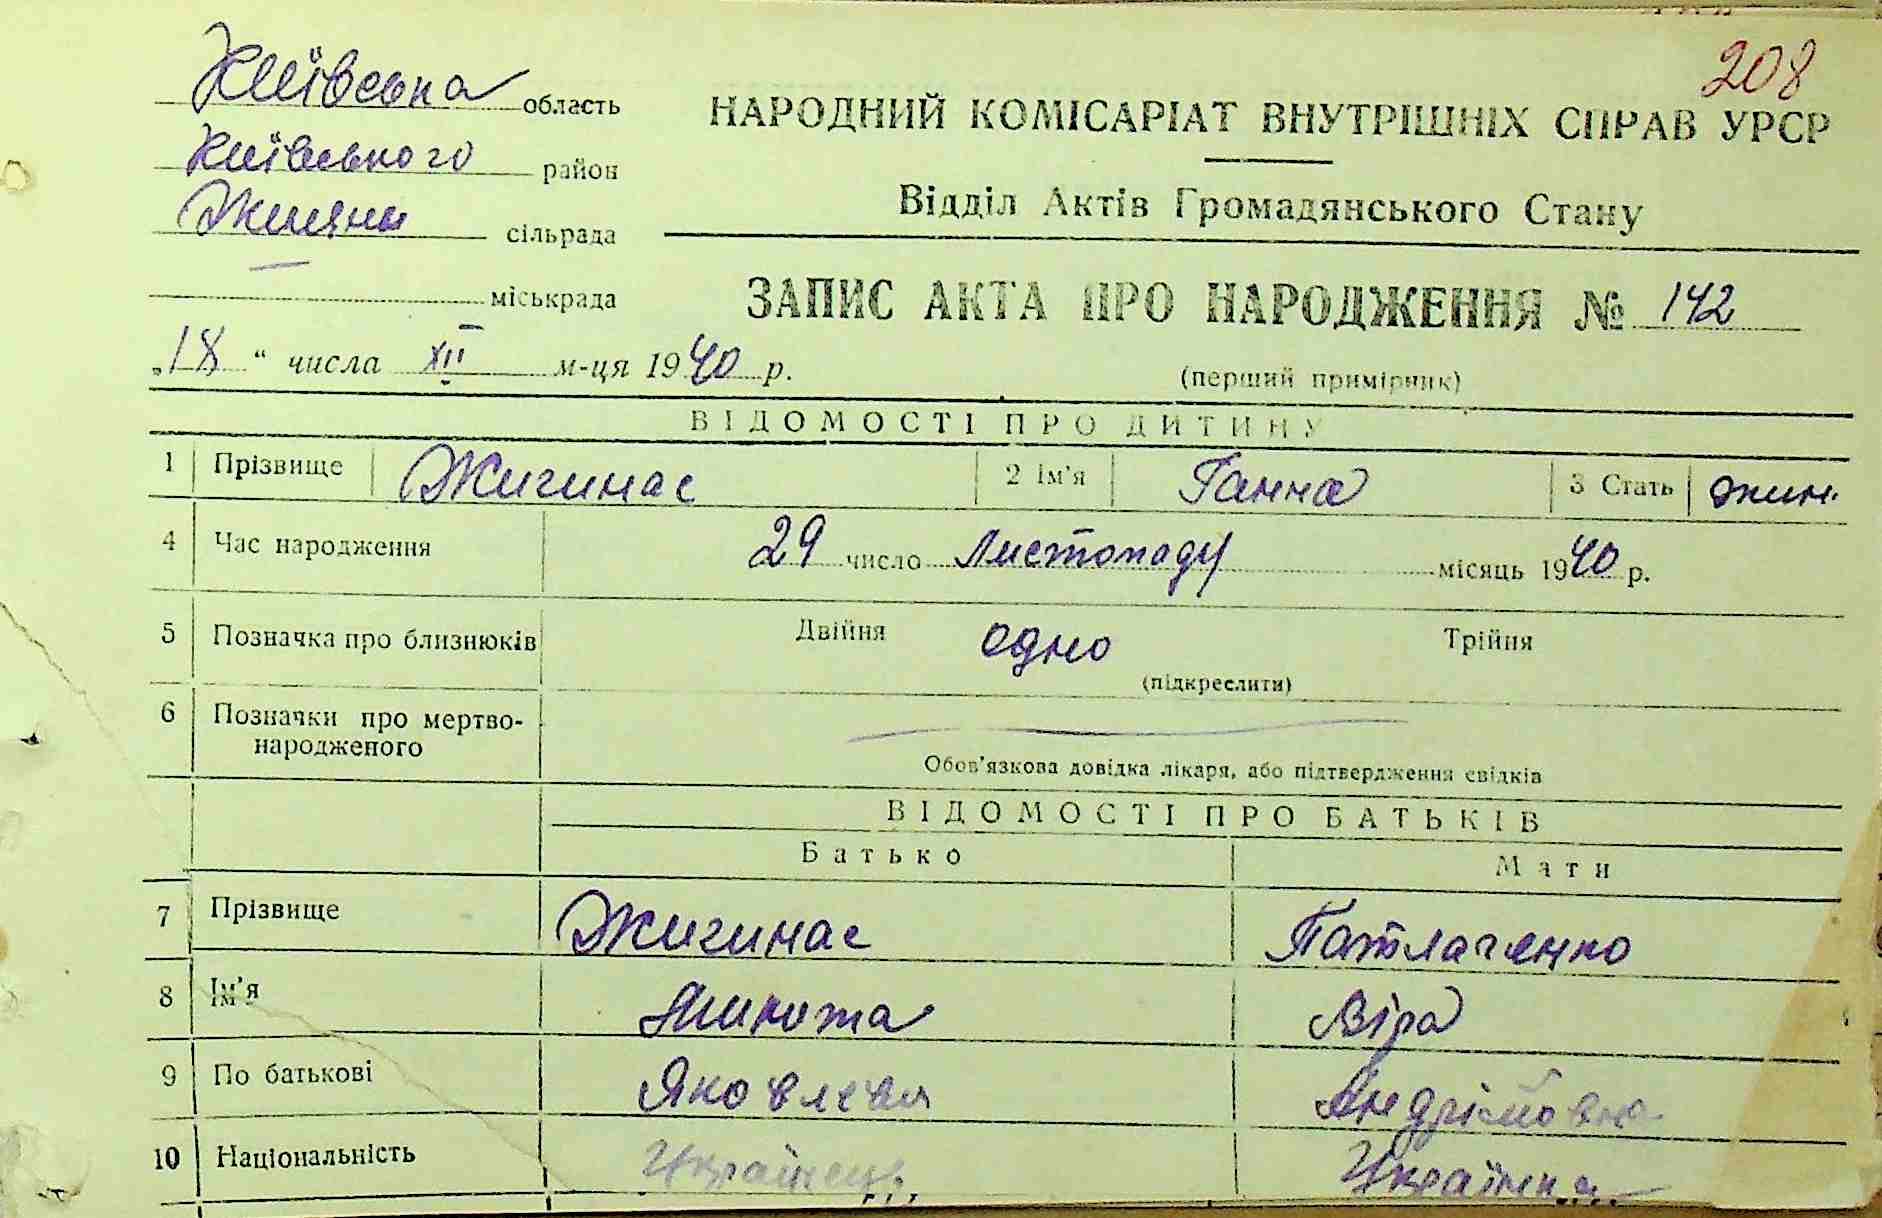 208
Київська область
Київського район
Жиляни сільрада
міськрада
НАРОДНИЙ КОМІСАРІАТ ВНУТРІШНІХ СПРАВ УРСР
Відділ Актів Громадянського Стану
ЗАПИС АКТА ПРО НАРОДЖЕННЯ № 142
„18“ числа XII м-ця 1940 р.
(перший примірник)
ВІДОМОСТІ ПРО ДИТИНУ
1 Прізвище Жигинас 2 Ім'я Ганна 3 Стать жин.
4 Час народження 29 число Листопаду місяць 1940 р.
5 Позначка про близнюків Двійня одно Трійня
(підкреслити)
6 Позначки про мертво-
народженого
Обов'язкова довідка лікаря, або підтвердження свідків
ВІДОМОСТІ ПРО БАТЬКІВ
Батько Мати
7 Прізвище Жигинас Патлаченко
8 Ім'я Микита Віра
9 По батькові Яковлевич Андрійовна
10 Національність Українець Українка